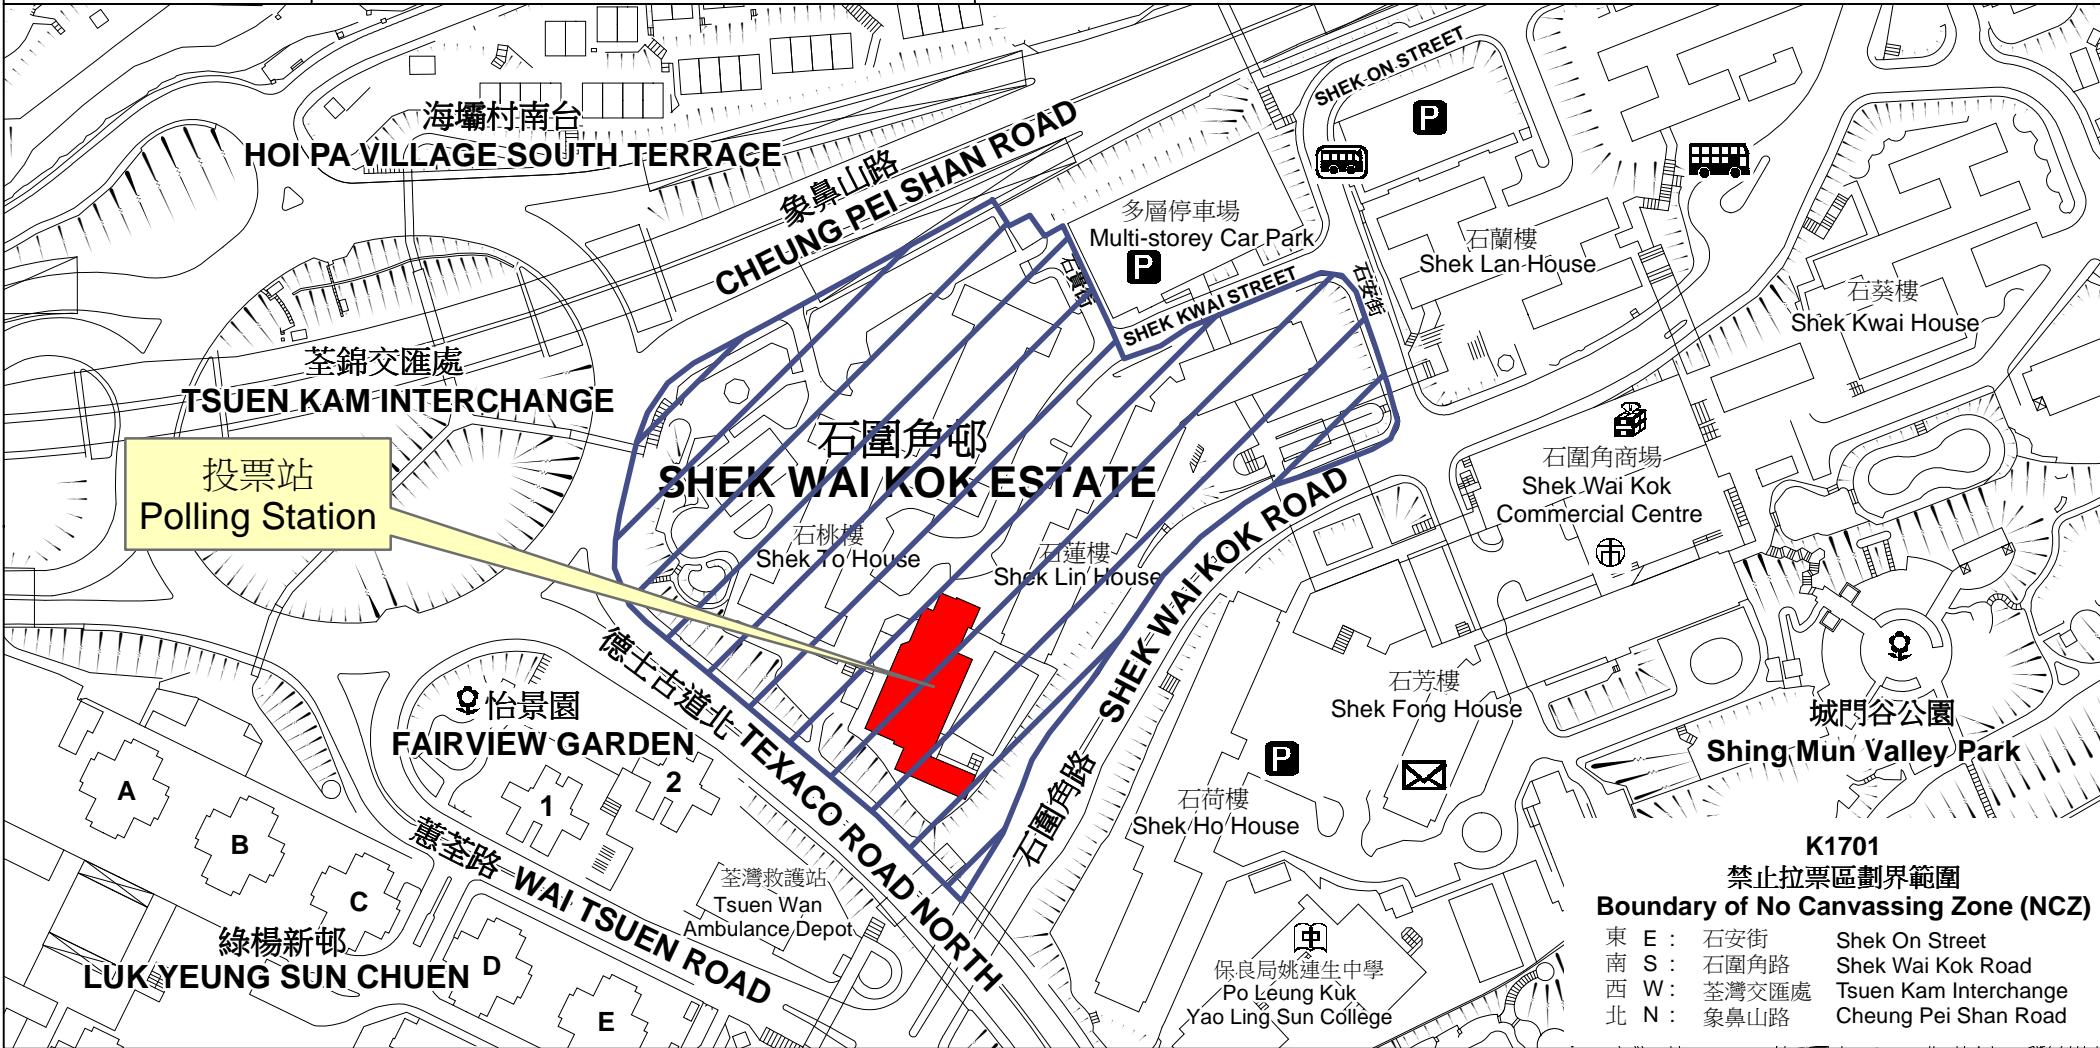 SHEK ON STREET
海壩村南台
HOI PA VILLAGE SOUTH TERRACE
象鼻山路
CHEUNG PEI SHAN ROAD
多層停車場
Multi-storey Car Park
P
P
石蘭樓
Shek Lan House
石葵樓
Shek Kwai House
石貴街
SHEK KWAI STREET
石安街
荃錦交匯處
TSUEN KAM INTERCHANGE
投票站
Polling Station
石圍角邨
SHEK WAI KOK ESTATE
石桃樓
Shek To House
石蓮樓
Shek Lin House
石圍角商場
Shek Wai Kok
Commercial Centre
市
德士古道北 TEXACO ROAD NORTH
石圍角路 SHEK WAI KOK ROAD
怡景園
FAIRVIEW GARDEN
1
2
石芳樓
Shek Fong House
城門谷公園
Shing Mun Valley Park
P
石荷樓
Shek Ho House
A
B
C
D
E
蕙荃路 WAI TSUEN ROAD
綠楊新邨
LUK YEUNG SUN CHUEN
荃灣救護站
Tsuen Wan
Ambulance Depot
中
保良局姚連生中學
Po Leung Kuk
Yao Ling Sun College
K1701
禁止拉票區劃界範圍
Boundary of No Canvassing Zone (NCZ)
東 E : 石安街 Shek On Street
南 S : 石圍角路 Shek Wai Kok Road
西 W : 荃灣交匯處 Tsuen Kam Interchange
北 N : 象鼻山路 Cheung Pei Shan Road